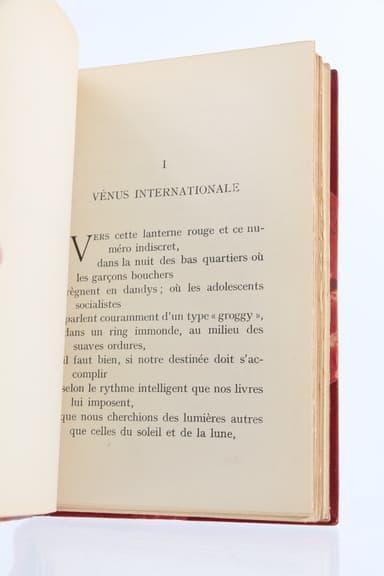 I
VÉNUS INTERNATIONALE
VERS cette lanterne rouge et ce nu-
méro indiscret,
dans la nuit des bas quartiers où
les garçons bouchers
règnent en dandys ; où les adolescents
socialistes
parlent couramment d'un type « groggy »,
dans un ring immonde, au milieu des
suaves ordures,
il faut bien, si notre destinée doit s'ac-
complir
selon le rythme intelligent que nos livres
lui imposent,
que nous cherchions des lumières autres
que celles du soleil et de la lune,